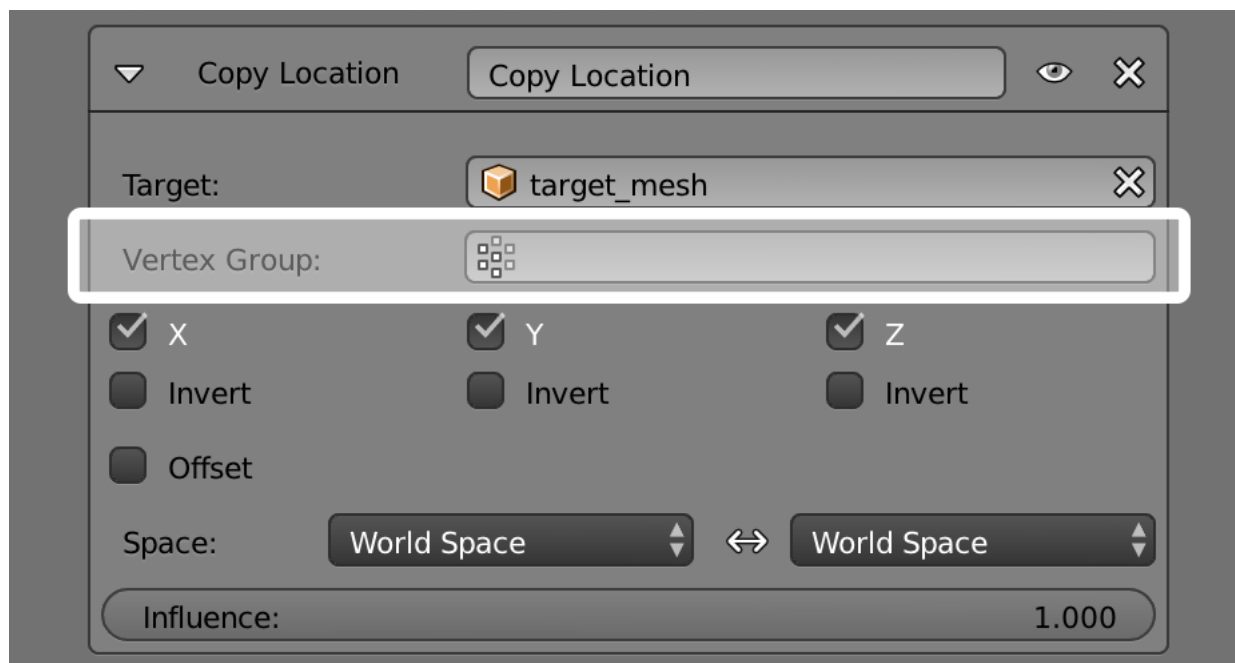 Copy Location Copy Location
Target: target_mesh
Vertex Group:
X Y Z
Invert Invert Invert
Offset
Space: World Space World Space
Influence: 1.000